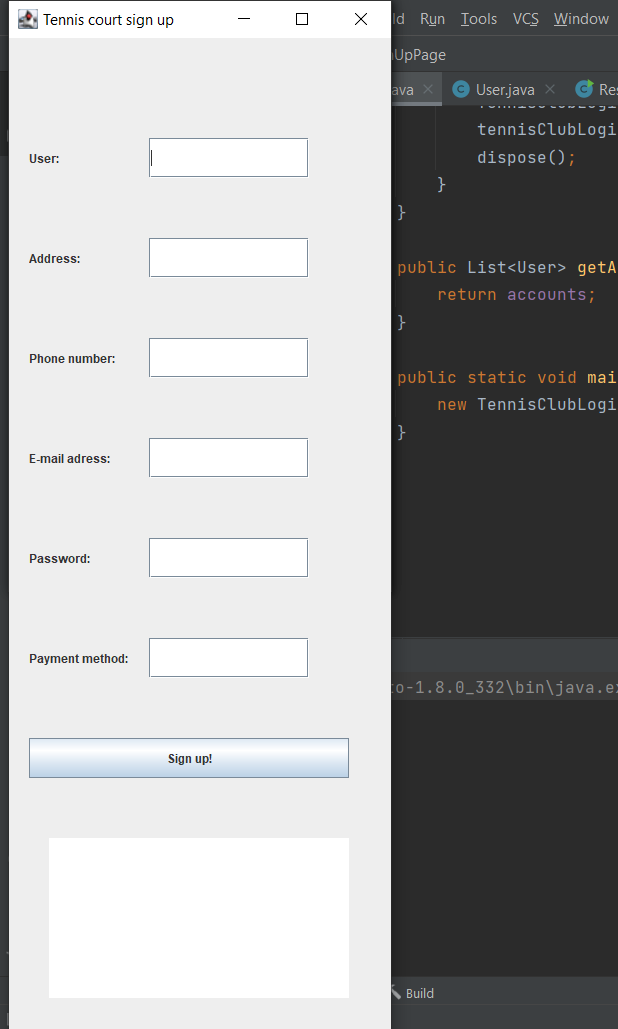 Tennis court sign up
User:
Address:
Phone number:
E-mail adress:
Password:
Payment method:
Sign up!
ld Run Tools VCS Window
UpPage
ava User.java Res
tennisClubLogi
dispose();
}
}
public List<User> getA
return accounts;
}
public static void mai
new TennisClubLogi
}
to-1.8.0_332\bin\java.ex
Build